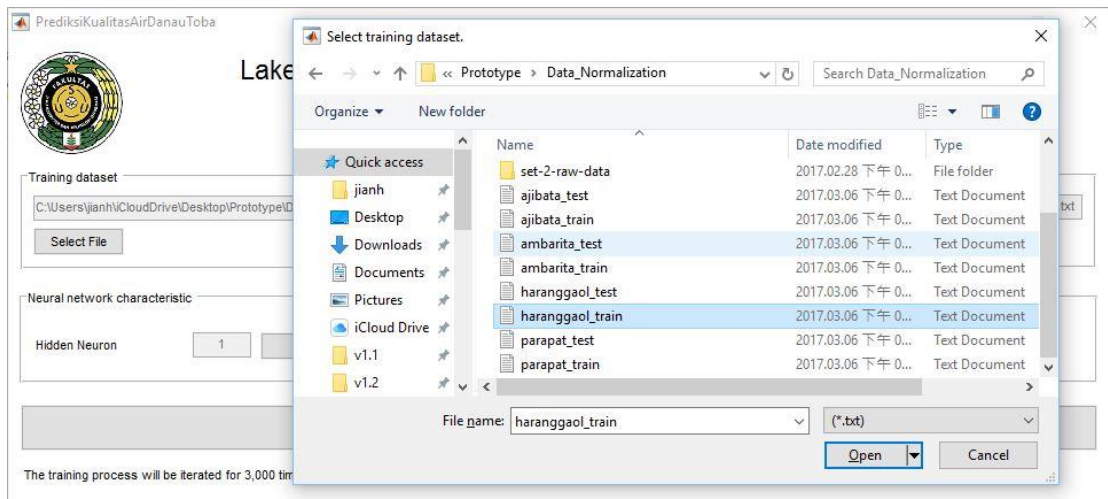 PrediksiKualitasAirDanauToba
Lake
Training dataset
C:\Users\jianh\iCloudDrive\Desktop\Prototype\D
txt
Select File
Neural network characteristic
Hidden Neuron 1
The training process will be iterated for 3,000 tim
Select training dataset.
« Prototype > Data_Normalization
Search Data_Normalization
Organize New folder
Name Date modified Type
Quick access
jianh
Desktop
Downloads
Documents
Pictures
iCloud Drive
v1.1
v1.2
set-2-raw-data 2017.02.28 下午 0... File folder
ajibata_test 2017.03.06 下午 0... Text Document
ajibata_train 2017.03.06 下午 0... Text Document
ambarita_test 2017.03.06 下午 0... Text Document
ambarita_train 2017.03.06 下午 0... Text Document
haranggaol_test 2017.03.06 下午 0... Text Document
haranggaol_train 2017.03.06 下午 0... Text Document
parapat_test 2017.03.06 下午 0... Text Document
parapat_train 2017.03.06 下午 0... Text Document
File name: haranggaol_train
(*.txt)
Open Cancel